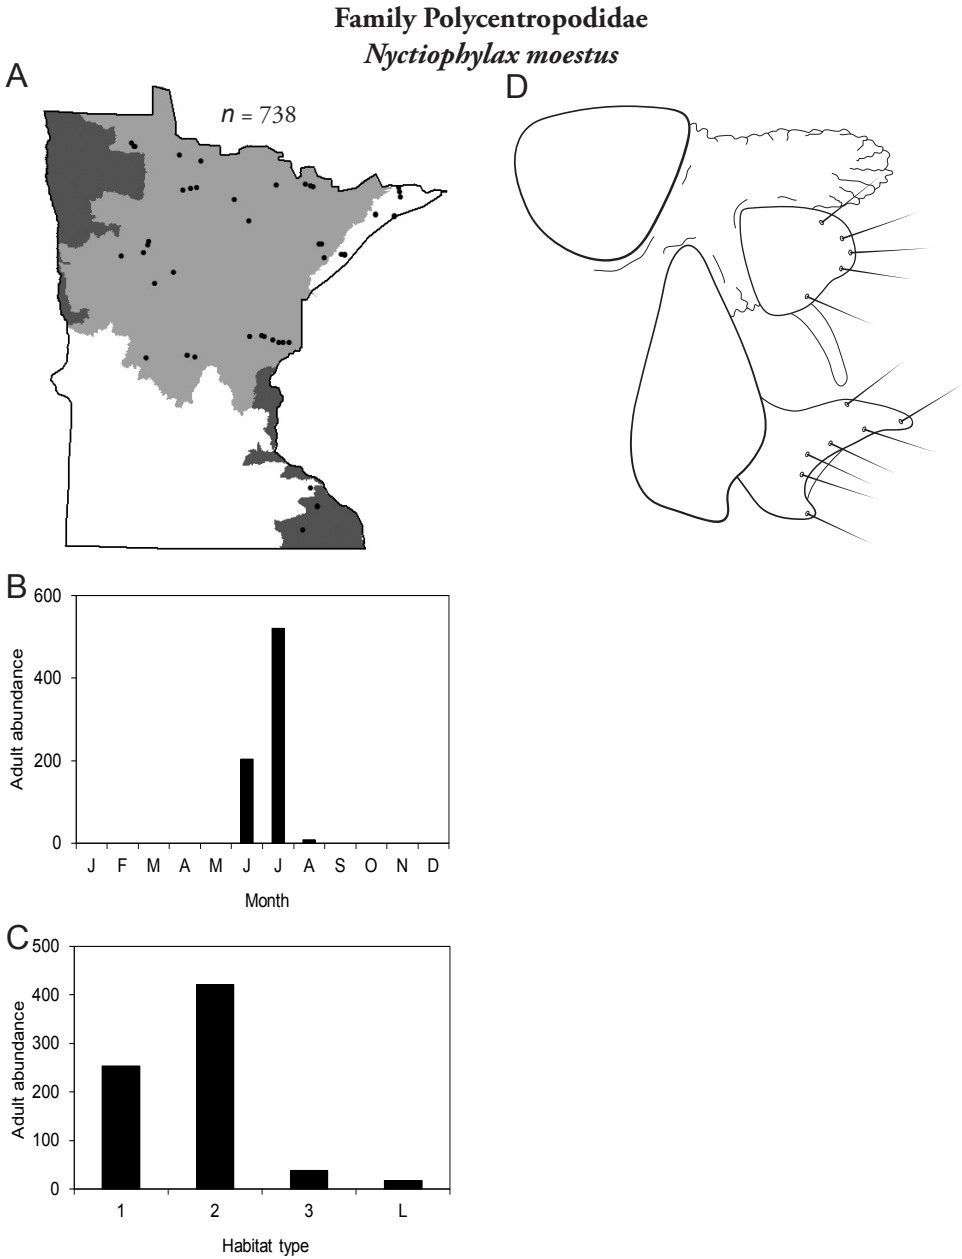 Family Polycentropodidae
Nyctiophylax moestus
A
n = 738
D
B
600
400
200
0
Adult abundance
J F M A M J J A S O N D
Month
C
500
400
300
200
100
0
Adult abundance
1 2 3 L
Habitat type